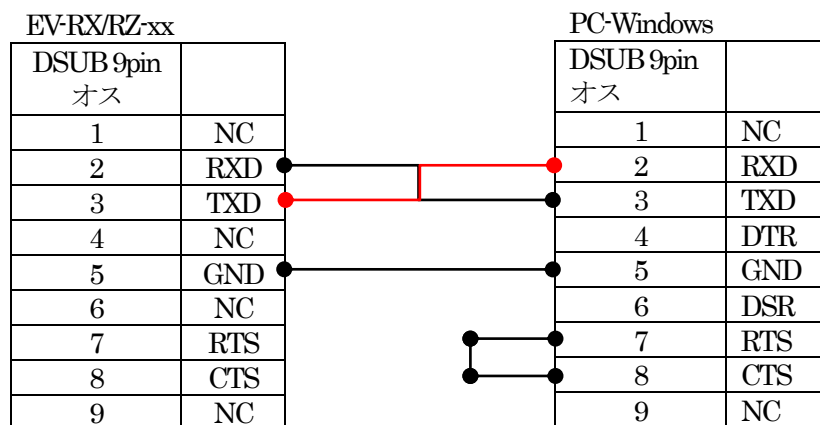 EV-RX/RZ-xx
DSUB 9pin
オス
1 NC
2 RXD
3 TXD
4 NC
5 GND
6 NC
7 RTS
8 CTS
9 NC
PC-Windows
DSUB 9pin
オス
1 NC
2 RXD
3 TXD
4 DTR
5 GND
6 DSR
7 RTS
8 CTS
9 NC